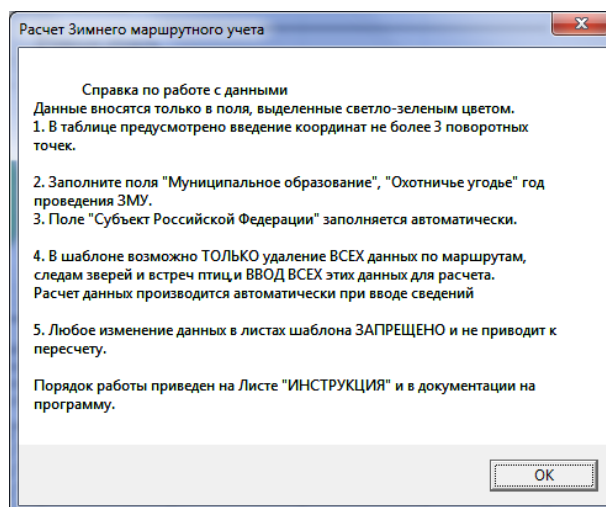 Расчет Зимнего маршрутного учета
Справка по работе с данными
Данные вносятся только в поля, выделенные светло-зеленым цветом.
1. В таблице предусмотрено введение координат не более 3 поворотных
точек.
2. Заполните поля "Муниципальное образование", "Охотничье угодье" год
проведения ЗМУ.
3. Поле "Субъект Российской Федерации" заполняется автоматически.
4. В шаблоне возможно ТОЛЬКО удаление ВСЕХ данных по маршрутам,
следам зверей и встреч птиц,и ВВОД ВСЕХ этих данных для расчета.
Расчет данных производится автоматически при вводе сведений
5. Любое изменение данных в листах шаблона ЗАПРЕЩЕНО и не приводит к
пересчету.
Порядок работы приведен на Листе "ИНСТРУКЦИЯ" и в документации на
программу.
OK